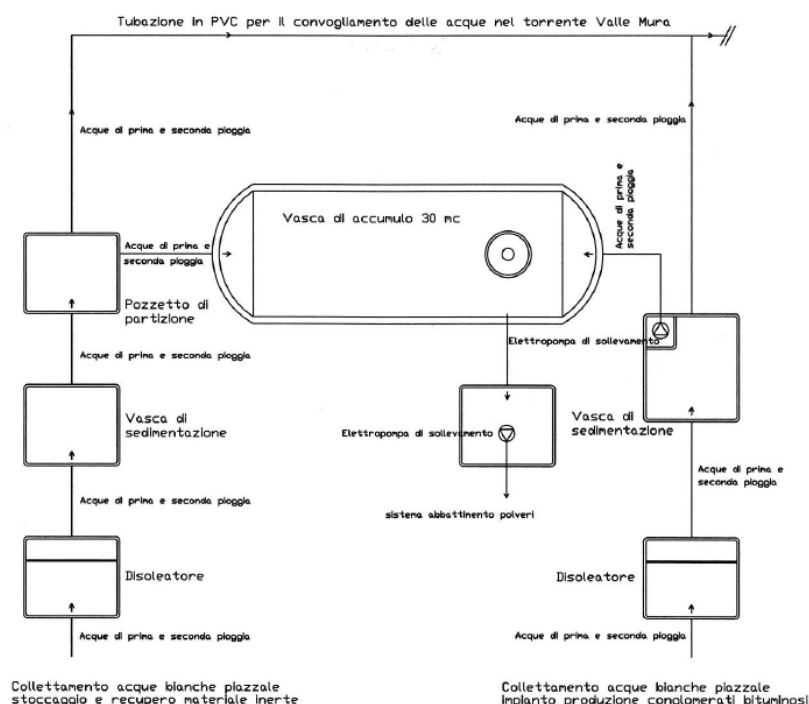 Tubazione in PVC per il convogliamento delle acque nel torrente Valle Mura
Acque di prima e seconda pioggia
Acque di prima e seconda pioggia
Acque di prima e
seconda pioggia
Vasca di accumulo 30 mc
Acque di prima e
seconda pioggia
Pozzetto di
partizione
Elettropompa di sollevamento
Acque di prima e seconda pioggia
Vasca di
sedimentazione
Elettropompa di sollevamento
Vasca di
sedimentazione
Acque di prima e
seconda pioggia
Acque di prima e seconda pioggia
sistema abbattimento polveri
Disoleatore
Disoleatore
Acque di prima e seconda pioggia
Acque di prima e seconda pioggia
Collettamento acque bianche piazzale
stoccaggio e recupero materiale inerte
Collettamento acque bianche piazzale
impianto produzione conglomerati bituminosi